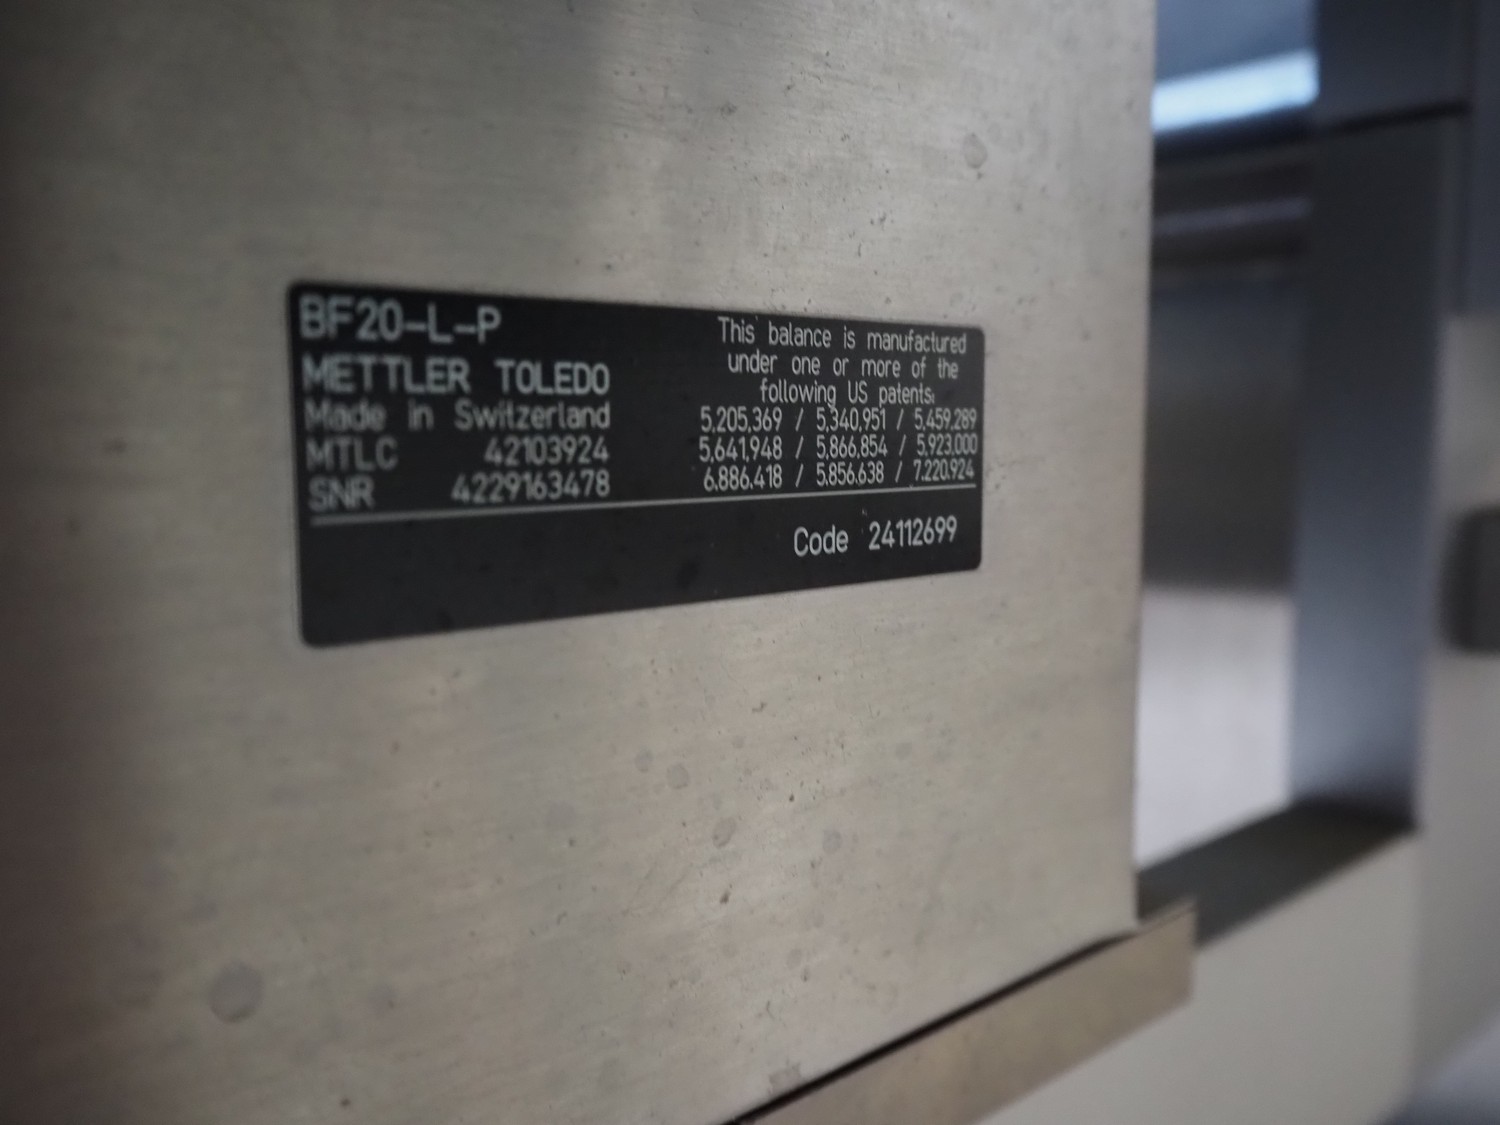 BF20-L-P
METTLER TOLEDO
Made in Switzerland
MTLC 42103924
SNR 4229163478
This balance is manufactured
under one or more of the
following US patents:
5,205,369 / 5,340,951 / 5,459,289
5,641,948 / 5,866,854 / 5,923,000
6,886,418 / 5,856,638 / 7,220,924
Code 24112699